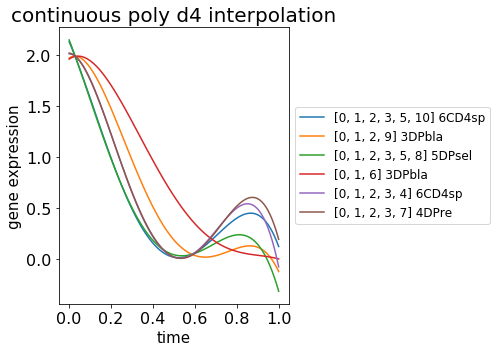 continuous poly d4 interpolation
gene expression
2.0
1.5
1.0
0.5
0.0
0.0 0.2 0.4 0.6 0.8 1.0
time
[0, 1, 2, 3, 5, 10] 6CD4sp
[0, 1, 2, 9] 3DPbla
[0, 1, 2, 3, 5, 8] 5DPsel
[0, 1, 6] 3DPbla
[0, 1, 2, 3, 4] 6CD4sp
[0, 1, 2, 3, 7] 4DPre